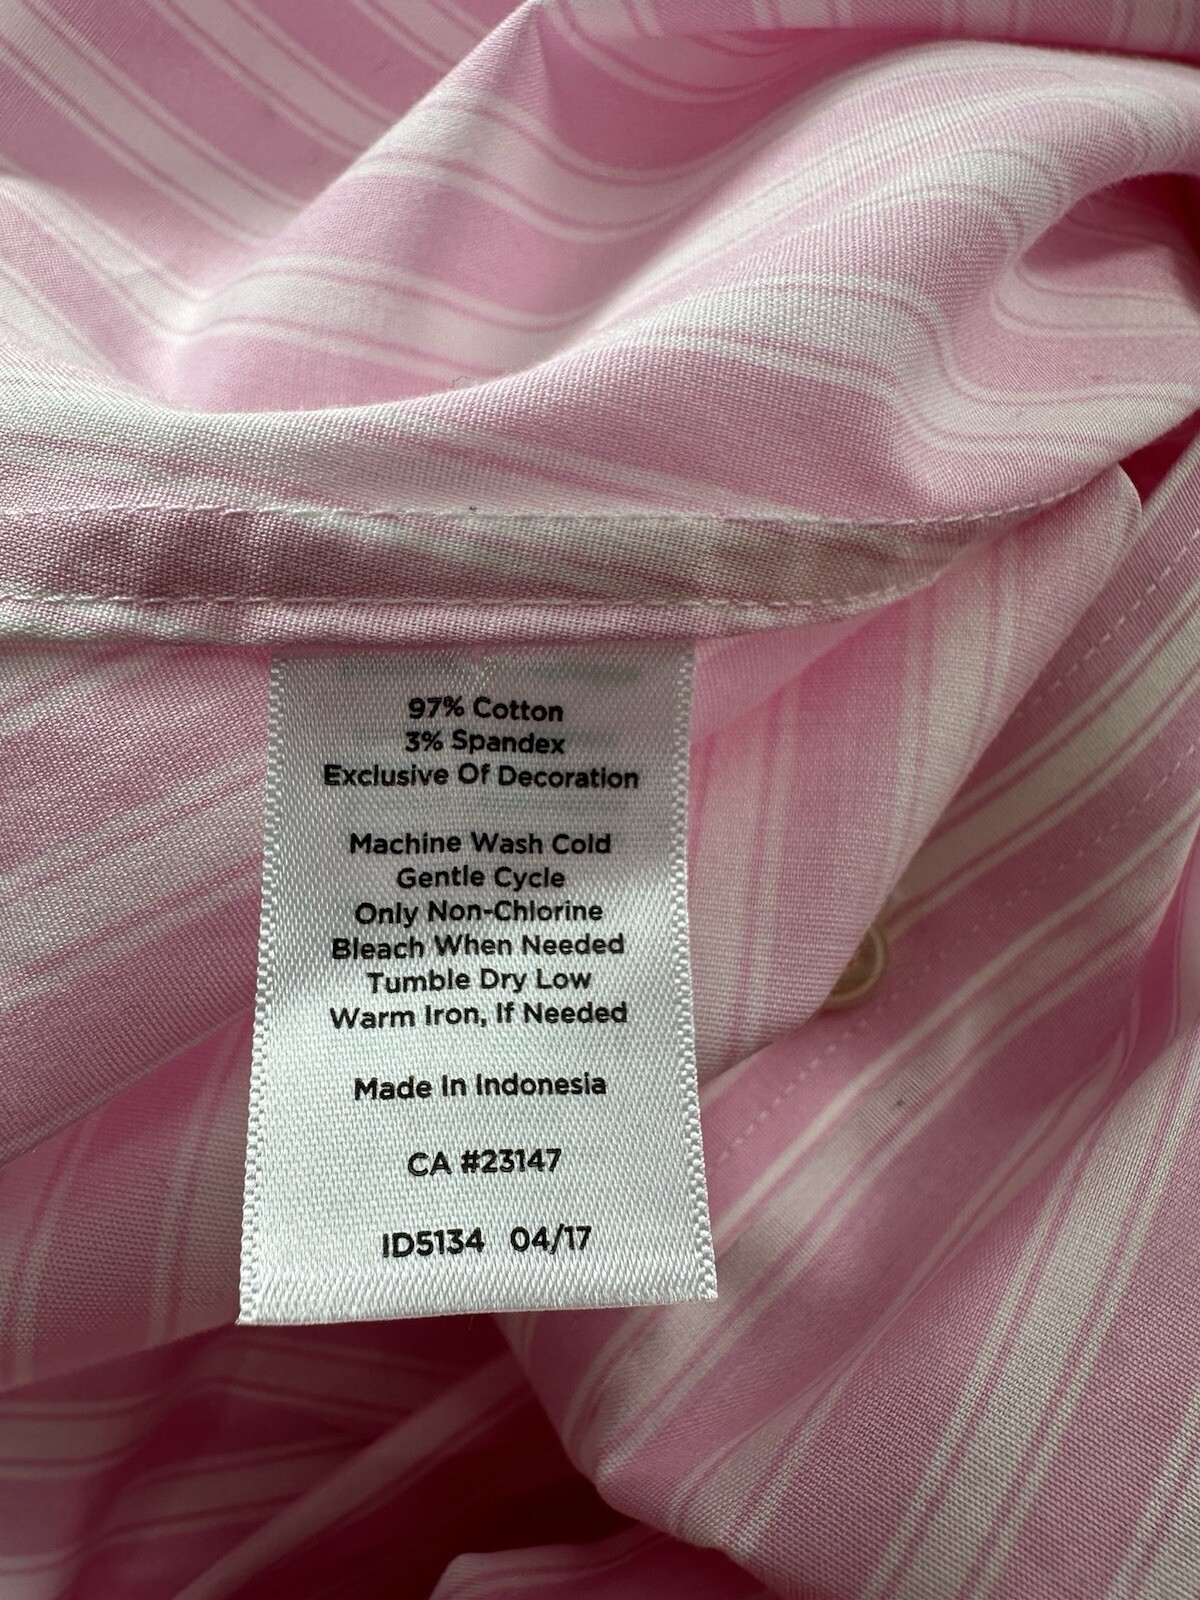 97% Cotton
3% Spandex
Exclusive Of Decoration
Machine Wash Cold
Gentle Cycle
Only Non-Chlorine
Bleach When Needed
Tumble Dry Low
Warm Iron, If Needed
Made In Indonesia
CA #23147
ID5134 04/17